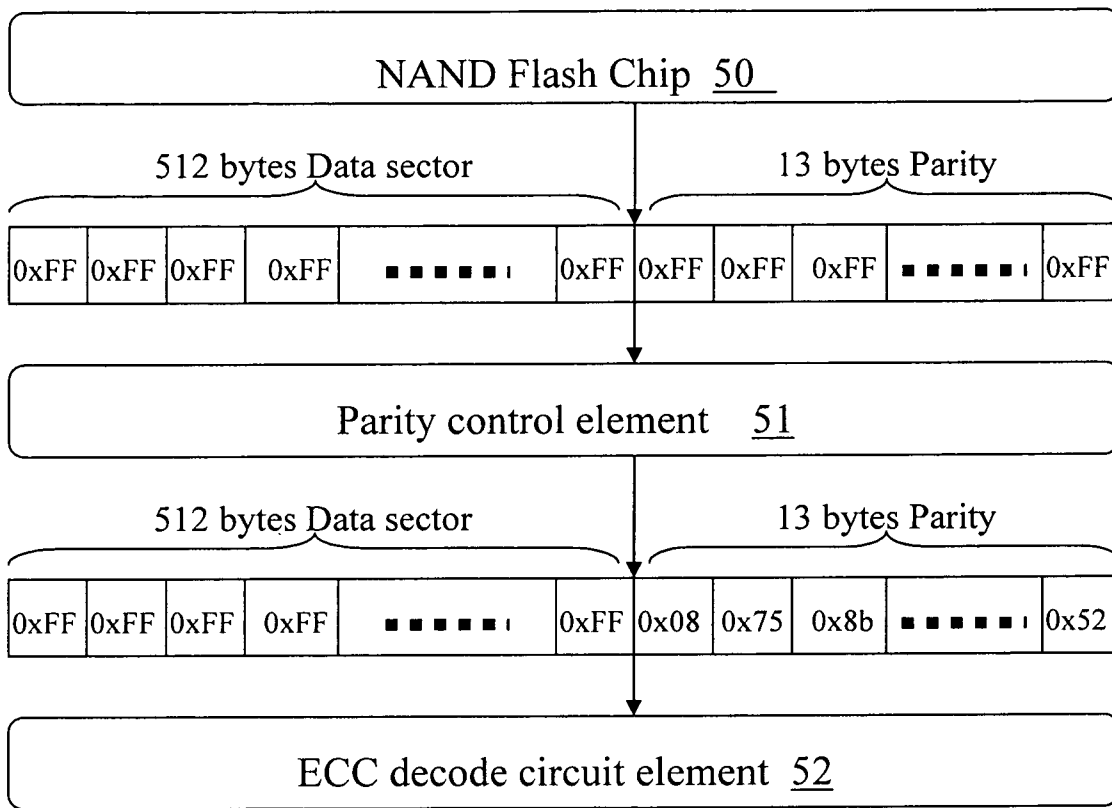 NAND Flash Chip 50
512 bytes Data sector 13 bytes Parity
0xFF 0xFF 0xFF 0xFF 0xFF 0xFF 0xFF 0xFF 0xFF
Parity control element 51
512 bytes Data sector 13 bytes Parity
0xFF 0xFF 0xFF 0xFF 0xFF 0x08 0x75 0x8b 0x52
ECC decode circuit element 52